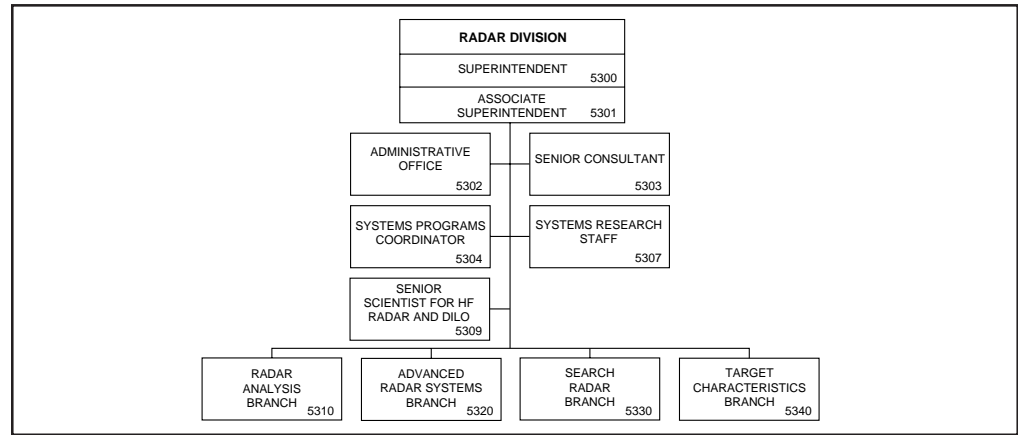 RADAR DIVISION
SUPERINTENDENT
5300
ASSOCIATE
SUPERINTENDENT
5301
ADMINISTRATIVE
OFFICE
5302
SENIOR CONSULTANT
5303
SYSTEMS PROGRAMS
COORDINATOR
5304
SYSTEMS RESEARCH
STAFF
5307
SENIOR
SCIENTIST FOR HF
RADAR AND DILO
5309
RADAR
ANALYSIS
BRANCH
5310
ADVANCED
RADAR SYSTEMS
BRANCH
5320
SEARCH
RADAR
BRANCH
5330
TARGET
CHARACTERISTICS
BRANCH
5340